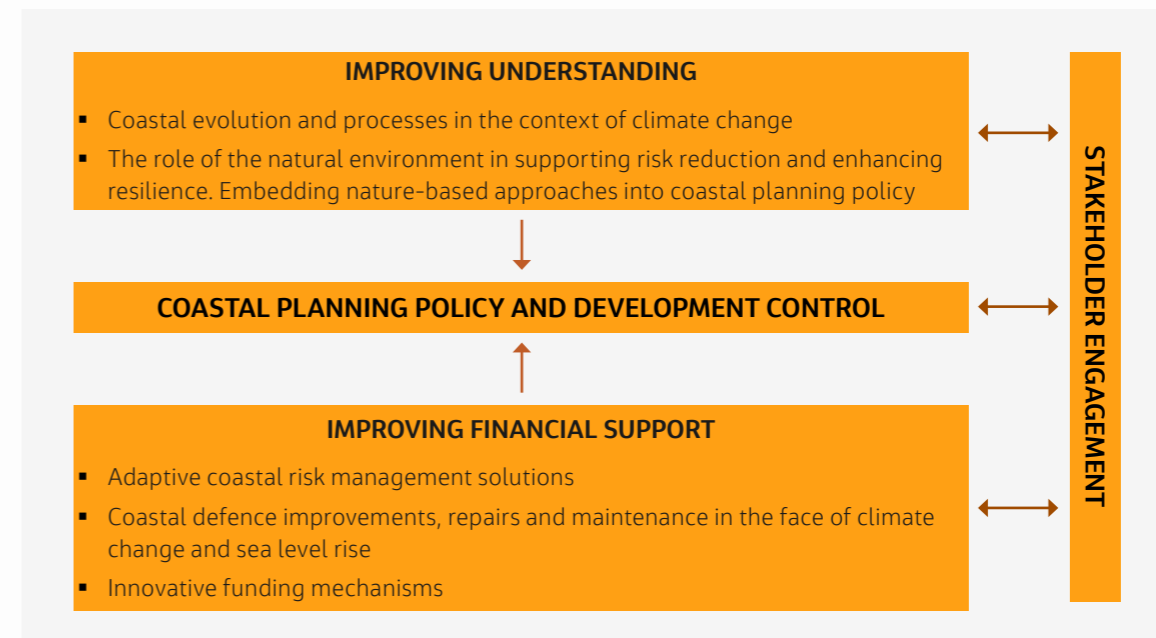 IMPROVING UNDERSTANDING
▪ Coastal evolution and processes in the context of climate change
▪ The role of the natural environment in supporting risk reduction and enhancing
resilience. Embedding nature-based approaches into coastal planning policy
COASTAL PLANNING POLICY AND DEVELOPMENT CONTROL
IMPROVING FINANCIAL SUPPORT
▪ Adaptive coastal risk management solutions
▪ Coastal defence improvements, repairs and maintenance in the face of climate
change and sea level rise
▪ Innovative funding mechanisms
STAKEHOLDER ENGAGEMENT